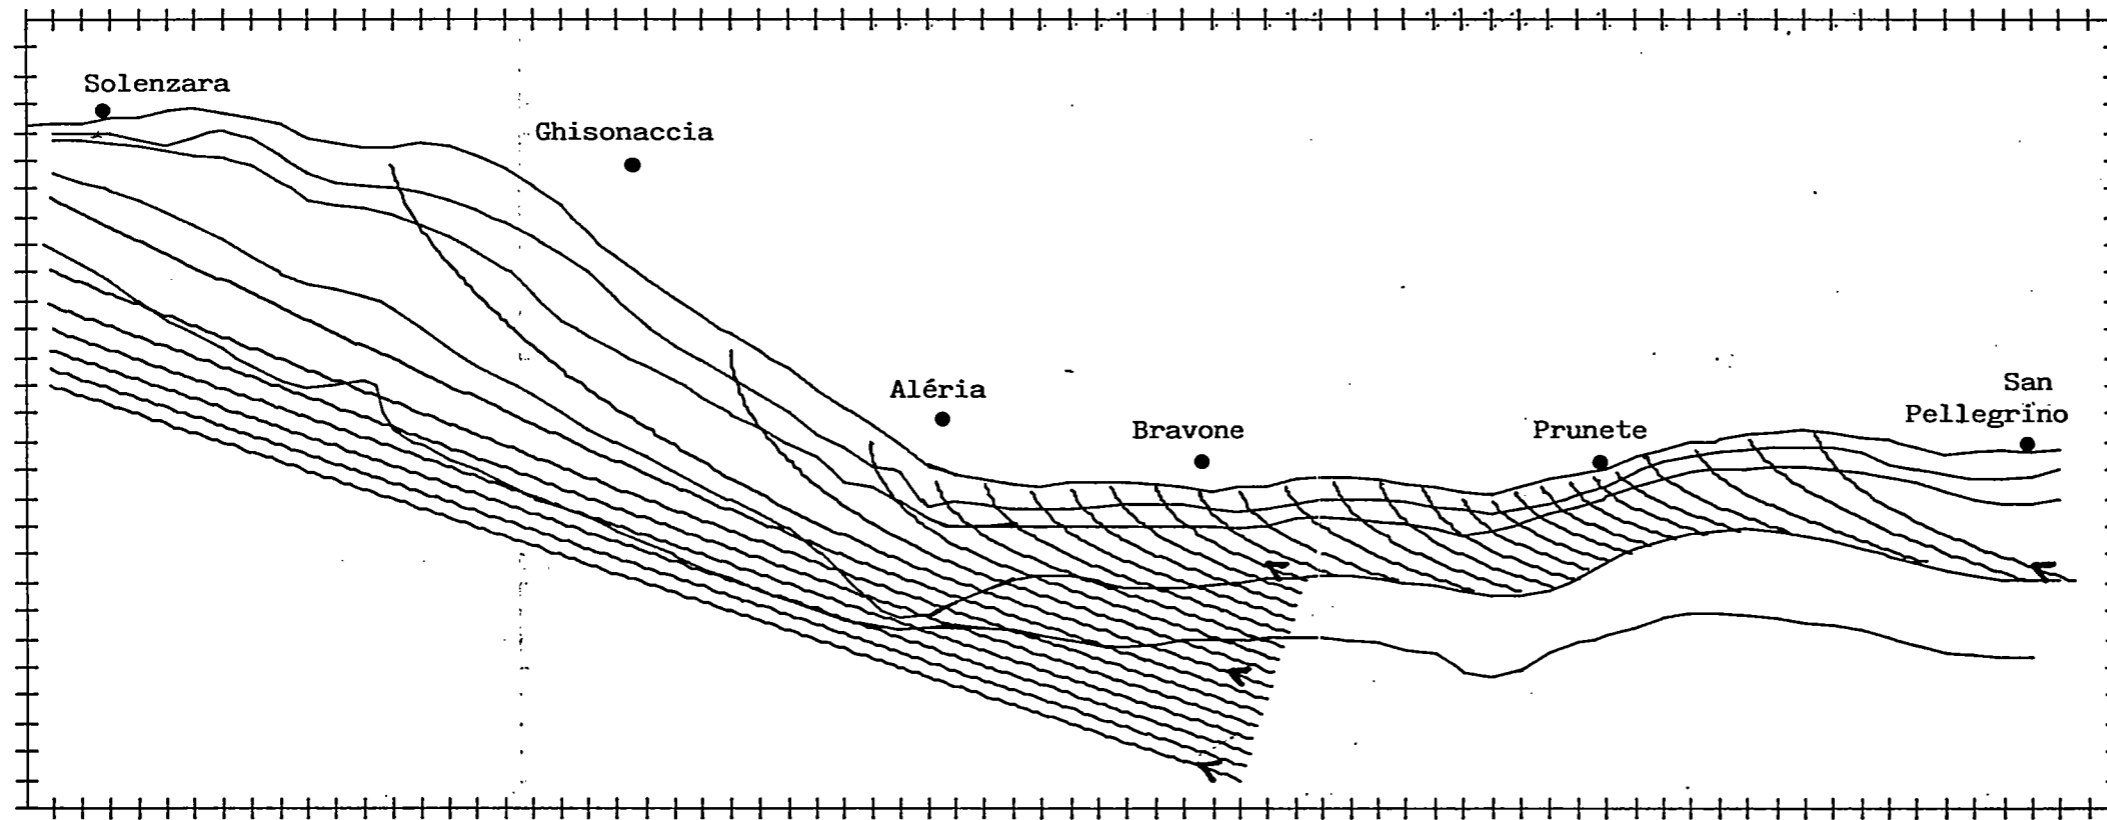 Solenzara
Ghisonaccia
Aléria
Bravone
Prunete
San
Pellegrino